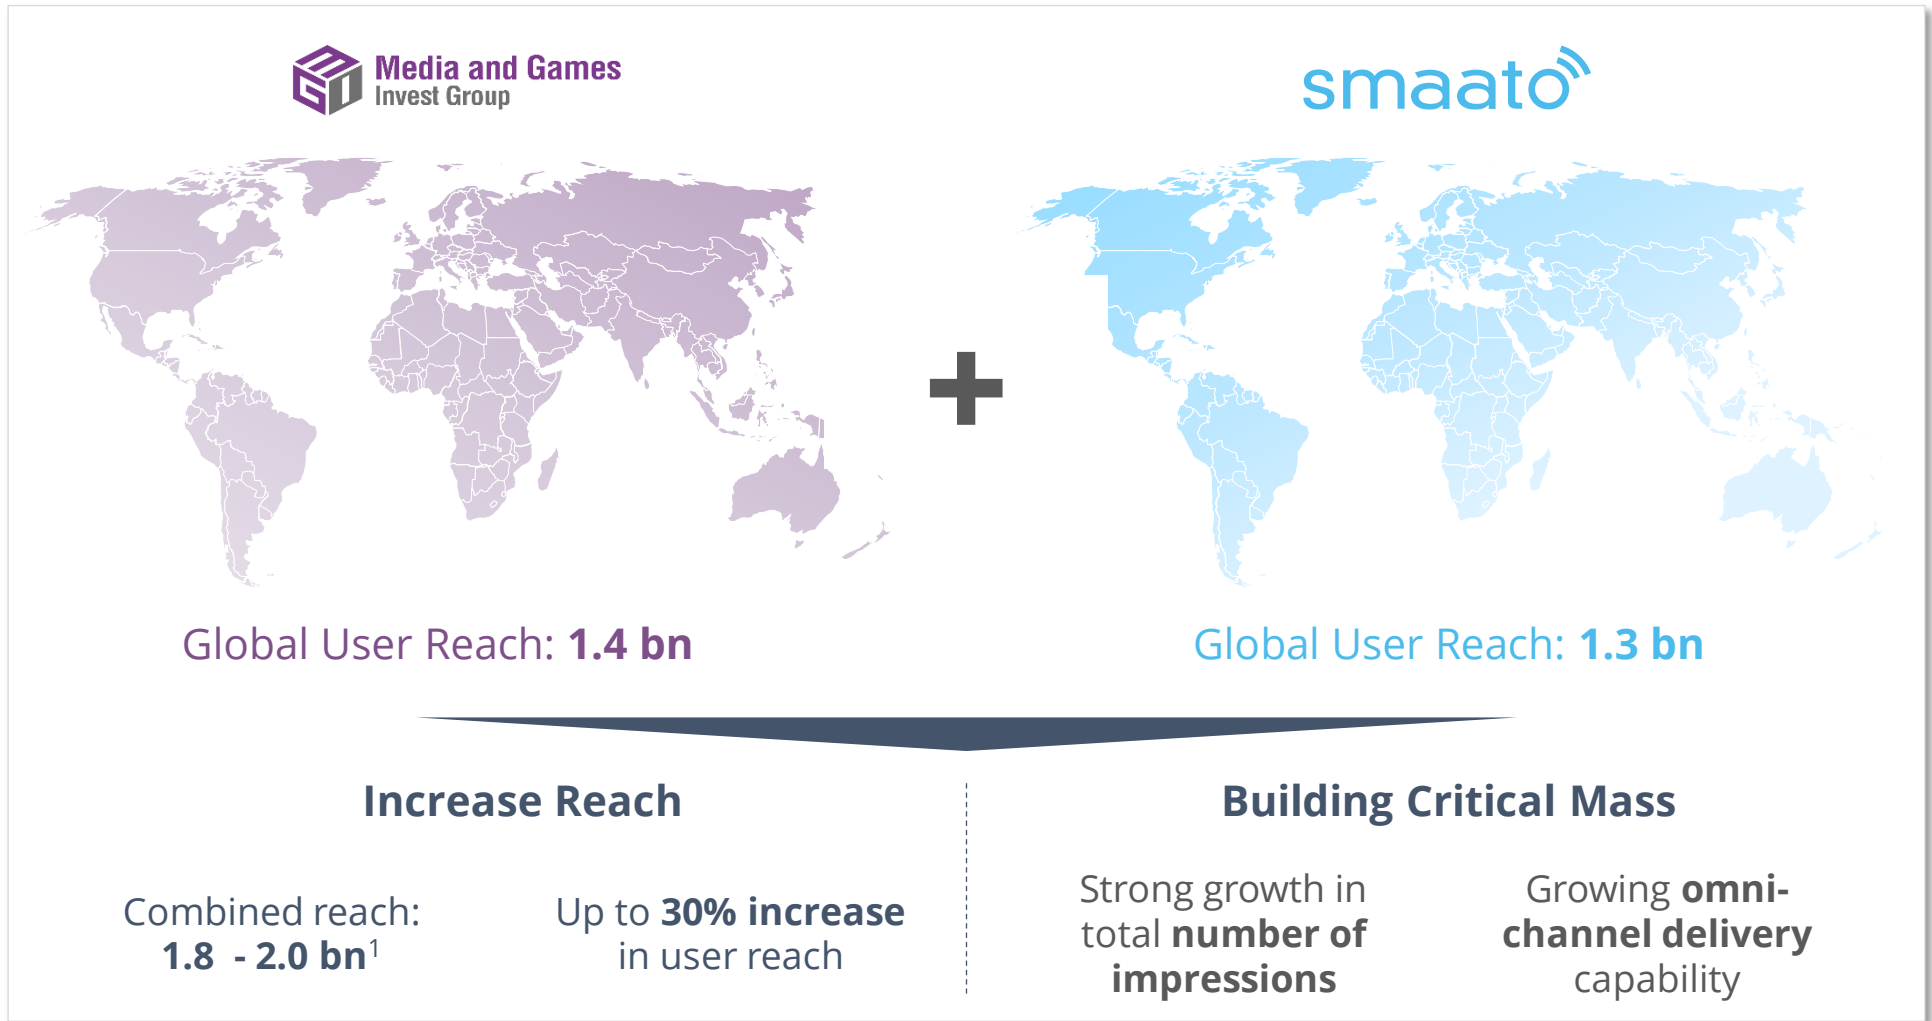 MGI
Media and Games
Invest Group
smaato
Global User Reach: 1.4 bn
Global User Reach: 1.3 bn
Increase Reach
Building Critical Mass
Combined reach:
1.8 - 2.0 bn1
Up to 30% increase
in user reach
Strong growth in
total number of
impressions
Growing omni-
channel delivery
capability